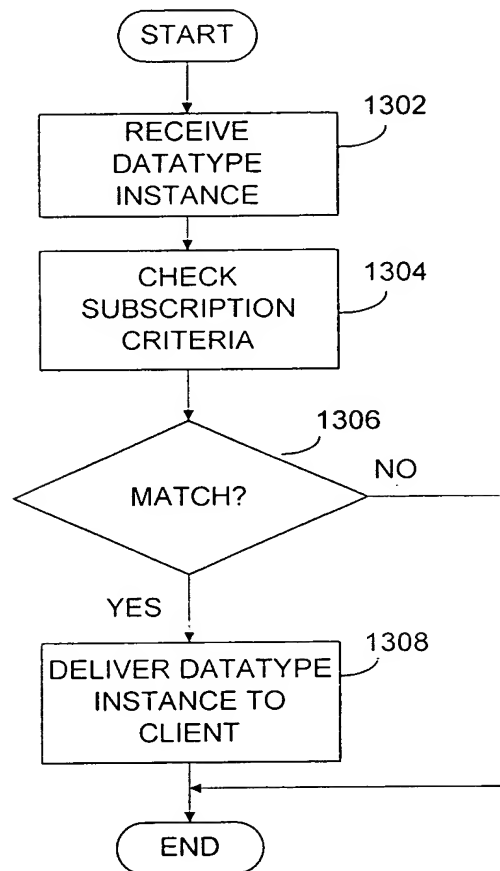 START
1302
RECEIVE
DATATYPE
INSTANCE
1304
CHECK
SUBSCRIPTION
CRITERIA
1306
MATCH?
NO
YES
1308
DELIVER DATATYPE
INSTANCE TO
CLIENT
END